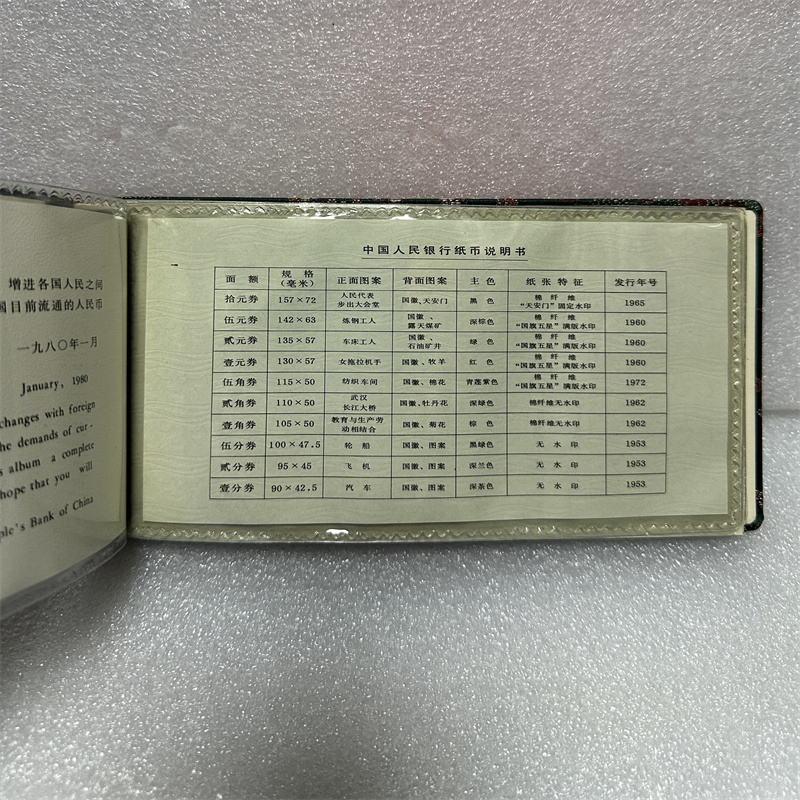 增进各国人民之间
国目前流通的人民币
一九八〇年一月
January, 1980
changes with foreign
he demands of cur-
s album a complete
hope that you will
ple's Bank of China
中国人民银行纸币说明书
面额 规格(毫米) 正面图案 背面图案 主色 纸张特征 发行年号
拾元券 157×72 人民代表步出大会堂 国徽、天安门 黑色 棉纤维"天安门"固定水印 1965
伍元券 142×63 炼钢工人 国徽、露天煤矿 深棕色 棉纤维"国旗五星"满版水印 1960
贰元券 135×57 车床工人 国徽、石油矿井 绿色 棉纤维"国旗五星"满版水印 1960
壹元券 130×57 女拖拉机手 国徽、牧羊 红色 棉纤维"国旗五星"满版水印 1960
伍角券 115×50 纺织车间 国徽、棉花 青莲紫色 棉纤维"国旗五星"满版水印 1972
贰角券 110×50 武汉长江大桥 国徽、牡丹花 深绿色 棉纤维无水印 1962
壹角券 105×50 教育与生产劳动相结合 国徽、菊花 棕色 棉纤维无水印 1962
伍分券 100×47.5 轮船 国徽、图案 黑绿色 无水印 1953
贰分券 95×45 飞机 国徽、图案 深兰色 无水印 1953
壹分券 90×42.5 汽车 国徽、图案 深茶色 无水印 1953